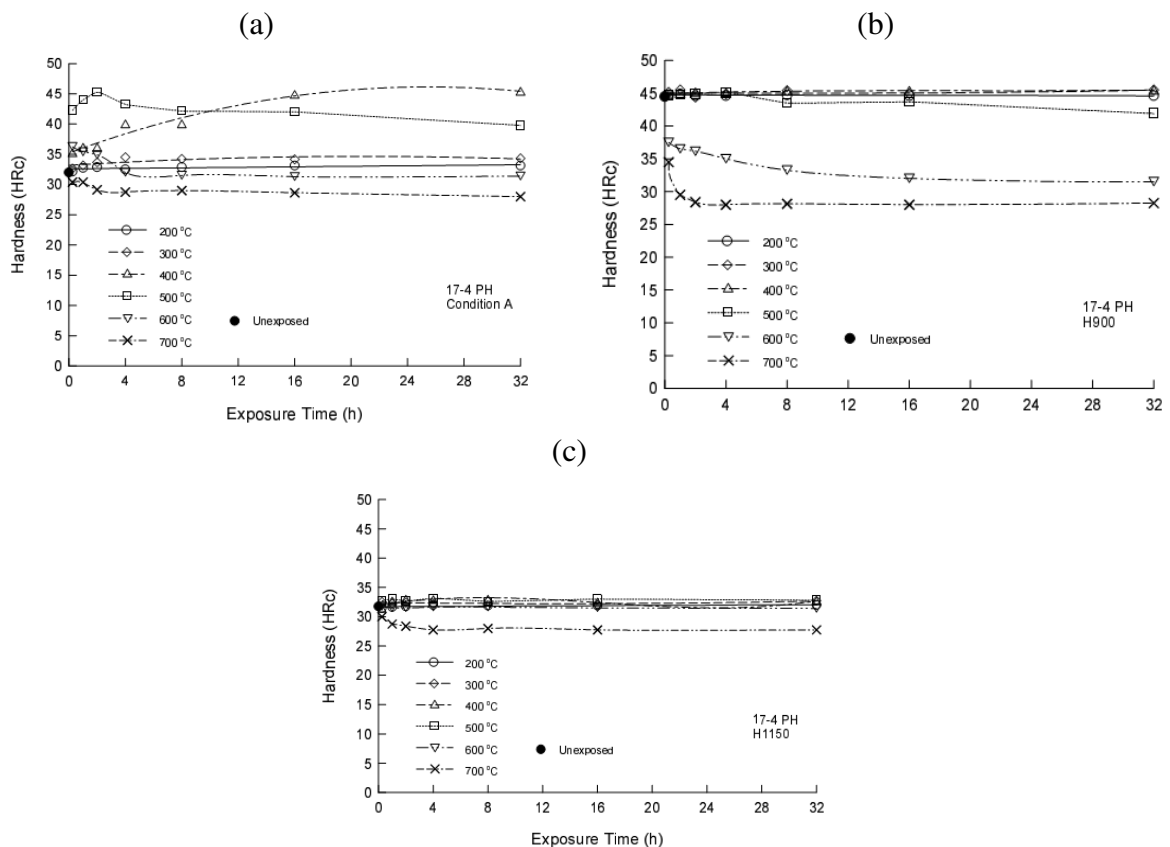 (a)
50
45
40
35
30
25
20
15
10
5
0
Hardness (HRc)
200 °C
300 °C
400 °C
500 °C
600 °C
700 °C
Unexposed
17-4 PH
Condition A
0 4 8 12 16 20 24 28 32
Exposure Time (h)
(b)
50
45
40
35
30
25
20
15
10
5
0
Hardness (HRc)
200 °C
300 °C
400 °C
500 °C
600 °C
700 °C
Unexposed
17-4 PH
H900
0 4 8 12 16 20 24 28 32
Exposure Time (h)
(c)
50
45
40
35
30
25
20
15
10
5
0
Hardness (HRc)
200 °C
300 °C
400 °C
500 °C
600 °C
700 °C
Unexposed
17-4 PH
H1150
0 4 8 12 16 20 24 28 32
Exposure Time (h)